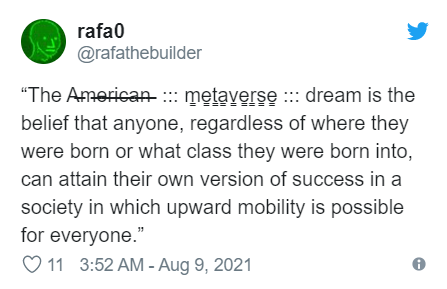 rafa0
@rafathebuilder
“The A̶m̶e̶r̶i̶c̶a̶n̶ ::: m̳e̳t̳a̳v̳e̳r̳s̳e̳ ::: dream is the
belief that anyone, regardless of where they
were born or what class they were born into,
can attain their own version of success in a
society in which upward mobility is possible
for everyone.”
11 3:52 AM - Aug 9, 2021